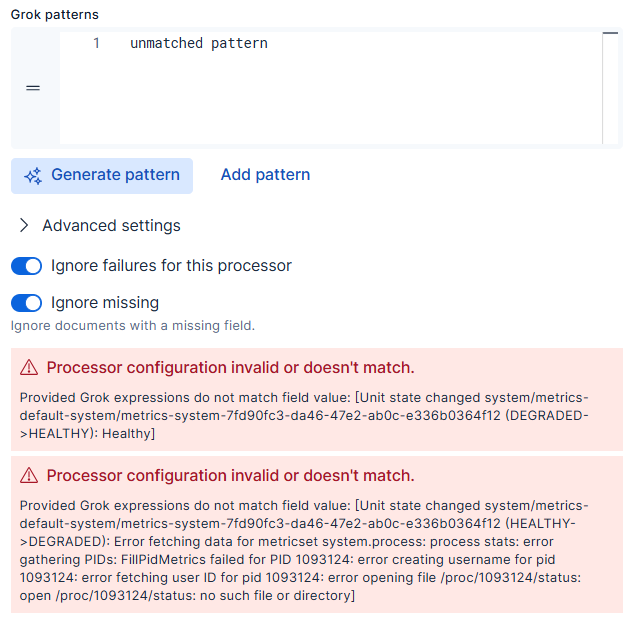 Grok patterns
1 unmatched pattern
Generate pattern Add pattern
Advanced settings
Ignore failures for this processor
Ignore missing
Ignore documents with a missing field.
Processor configuration invalid or doesn't match.
Provided Grok expressions do not match field value: [Unit state changed system/metrics-
default-system/metrics-system-7fd90fc3-da46-47e2-ab0c-e336b0364f12 (DEGRADED-
>HEALTHY): Healthy]
Processor configuration invalid or doesn't match.
Provided Grok expressions do not match field value: [Unit state changed system/metrics-
default-system/metrics-system-7fd90fc3-da46-47e2-ab0c-e336b0364f12 (HEALTHY-
>DEGRADED): Error fetching data for metricset system.process: process stats: error
gathering PIDs: FillPidMetrics failed for PID 1093124: error creating username for pid
1093124: error fetching user ID for pid 1093124: error opening file /proc/1093124/status:
open /proc/1093124/status: no such file or directory]